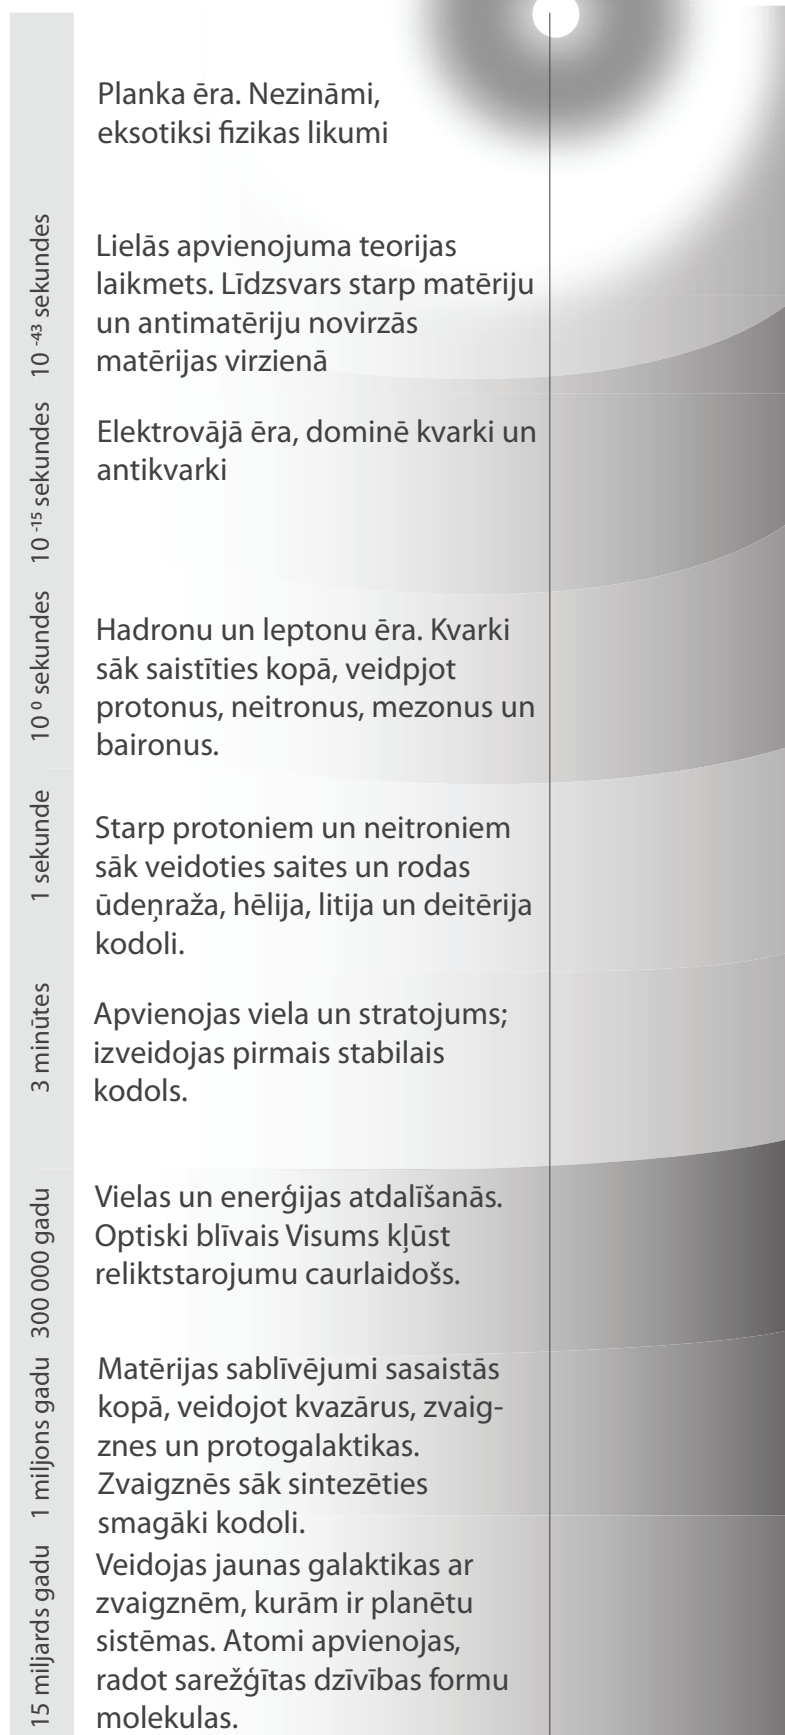 Planka ēra. Nezināmi,
eksotiksi fizikas likumi
10⁻⁴³ sekundes
Lielās apvienojuma teorijas
laikmets. Līdzsvars starp matēriju
un antimatēriju novirzās
matērijas virzienā
10⁻¹⁵ sekundes
Elektrovājā ēra, dominē kvarki un
antikvarki
10⁰ sekundes
Hadronu un leptonu ēra. Kvarki
sāk saistīties kopā, veidpjot
protonus, neitronus, mezonus un
baironus.
1 sekunde
Starp protoniem un neitroniem
sāk veidoties saites un rodas
ūdeņraža, hēlija, litija un deitērija
kodoli.
3 minūtes
Apvienojas viela un stratojums;
izveidojas pirmais stabilais
kodols.
300 000 gadu
Vielas un enerģijas atdalīšanās.
Optiski blīvais Visums kļūst
reliktstarojumu caurlaidošs.
1 miljons gadu
Matērijas sablīvējumi sasaistās
kopā, veidojot kvazārus, zvaig-
znes un protogalaktikas.
Zvaigznēs sāk sintezēties
smagāki kodoli.
15 miljards gadu
Veidojas jaunas galaktikas ar
zvaigznēm, kurām ir planētu
sistēmas. Atomi apvienojas,
radot sarežģītas dzīvības formu
molekulas.